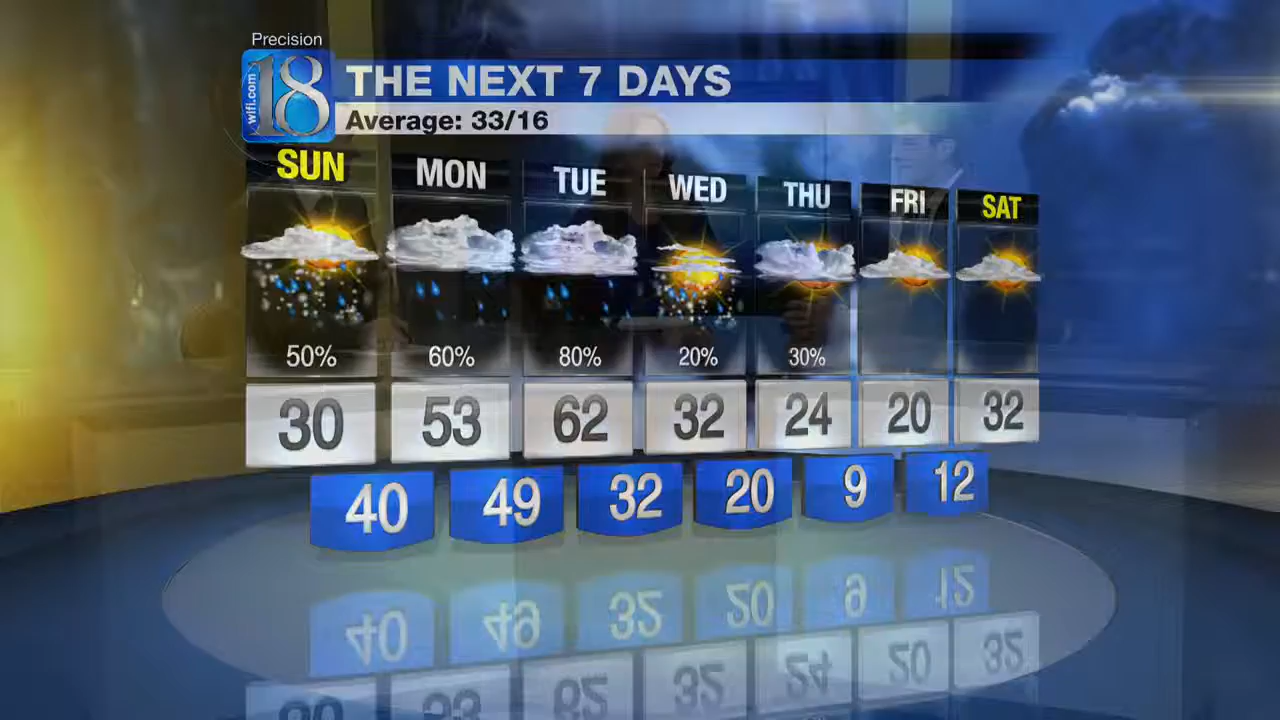 Precision
wlfi.com
18
THE NEXT 7 DAYS
Average: 33/16
SUN MON TUE WED THU FRI SAT
50% 60% 80% 20% 30%
30 53 62 32 24 20 32
40 49 32 20 9 12